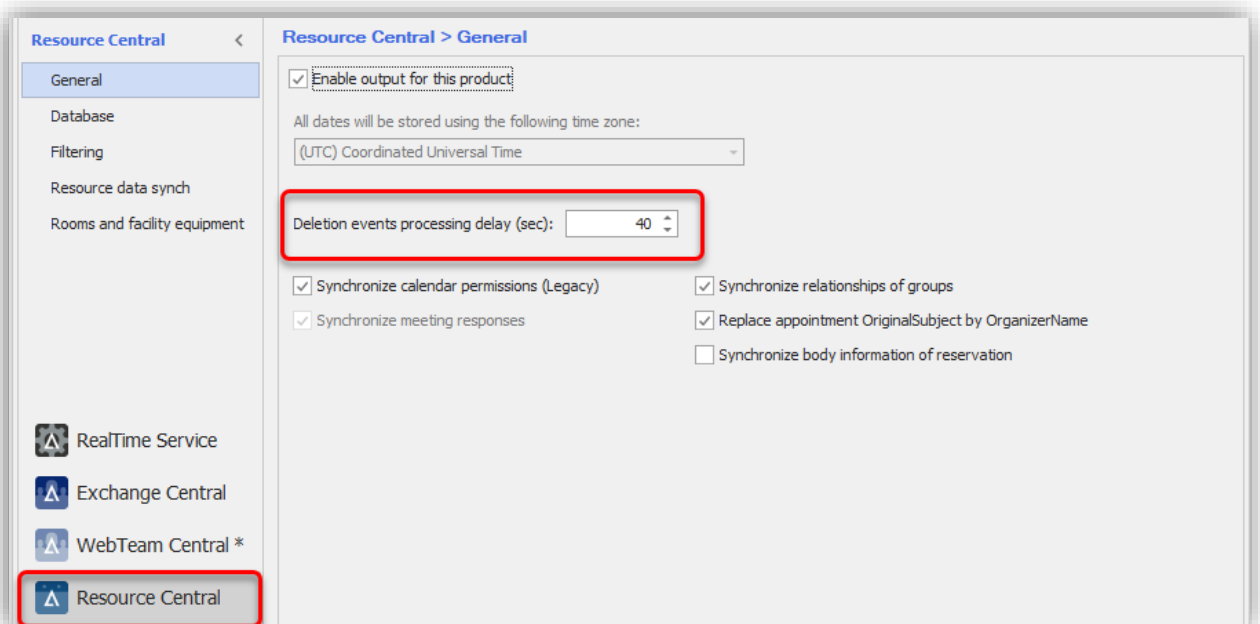 Resource Central
General
Database
Filtering
Resource data synch
Rooms and facility equipment
RealTime Service
Exchange Central
WebTeam Central *
Resource Central
Resource Central > General
Enable output for this product
All dates will be stored using the following time zone:
(UTC) Coordinated Universal Time
Deletion events processing delay (sec): 40
Synchronize calendar permissions (Legacy)
Synchronize relationships of groups
Synchronize meeting responses
Replace appointment OriginalSubject by OrganizerName
Synchronize body information of reservation